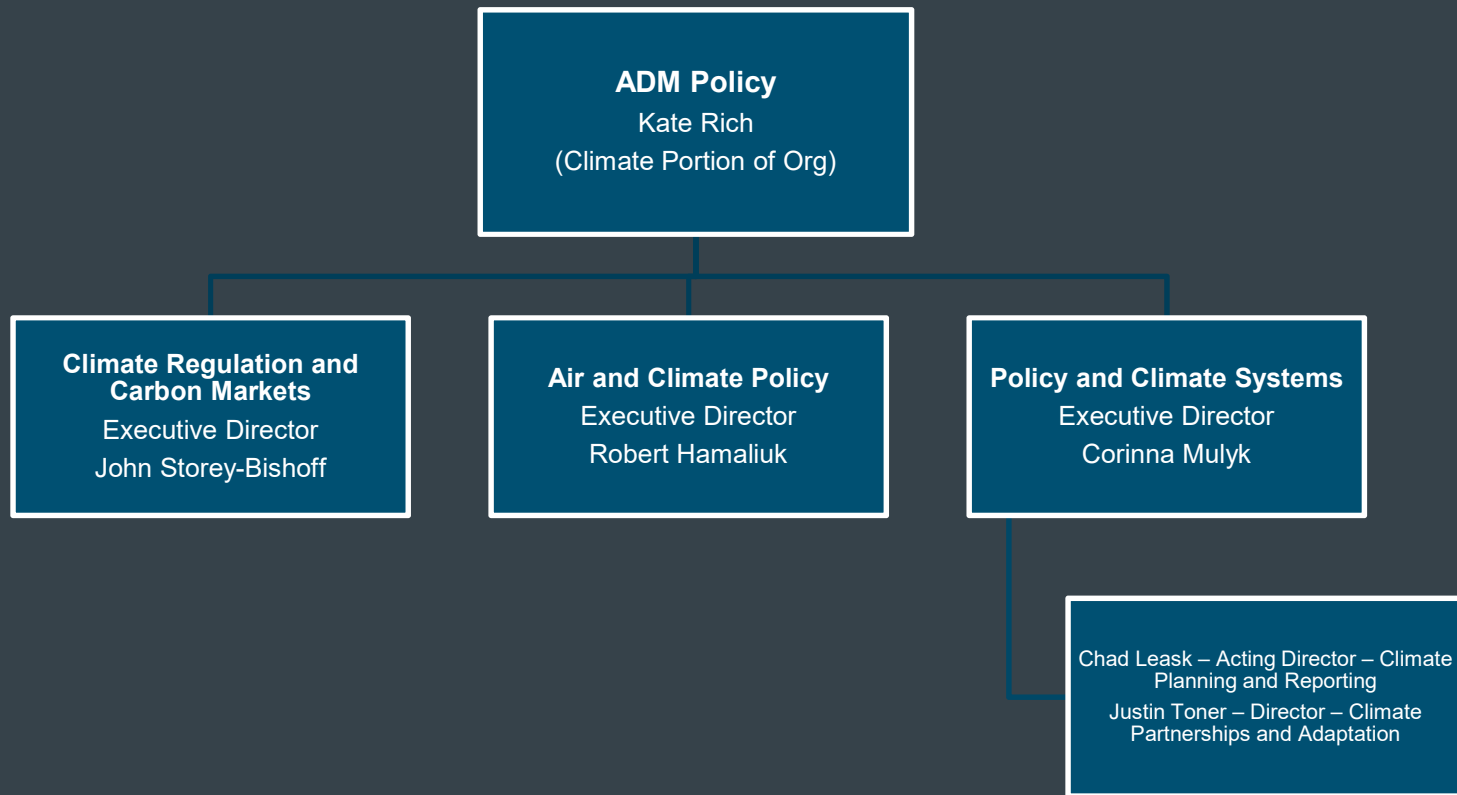 ADM Policy
Kate Rich
(Climate Portion of Org)
Climate Regulation and
Carbon Markets
Executive Director
John Storey-Bishoff
Air and Climate Policy
Executive Director
Robert Hamaliuk
Policy and Climate Systems
Executive Director
Corinna Mulyk
Chad Leask – Acting Director – Climate
Planning and Reporting
Justin Toner – Director – Climate
Partnerships and Adaptation